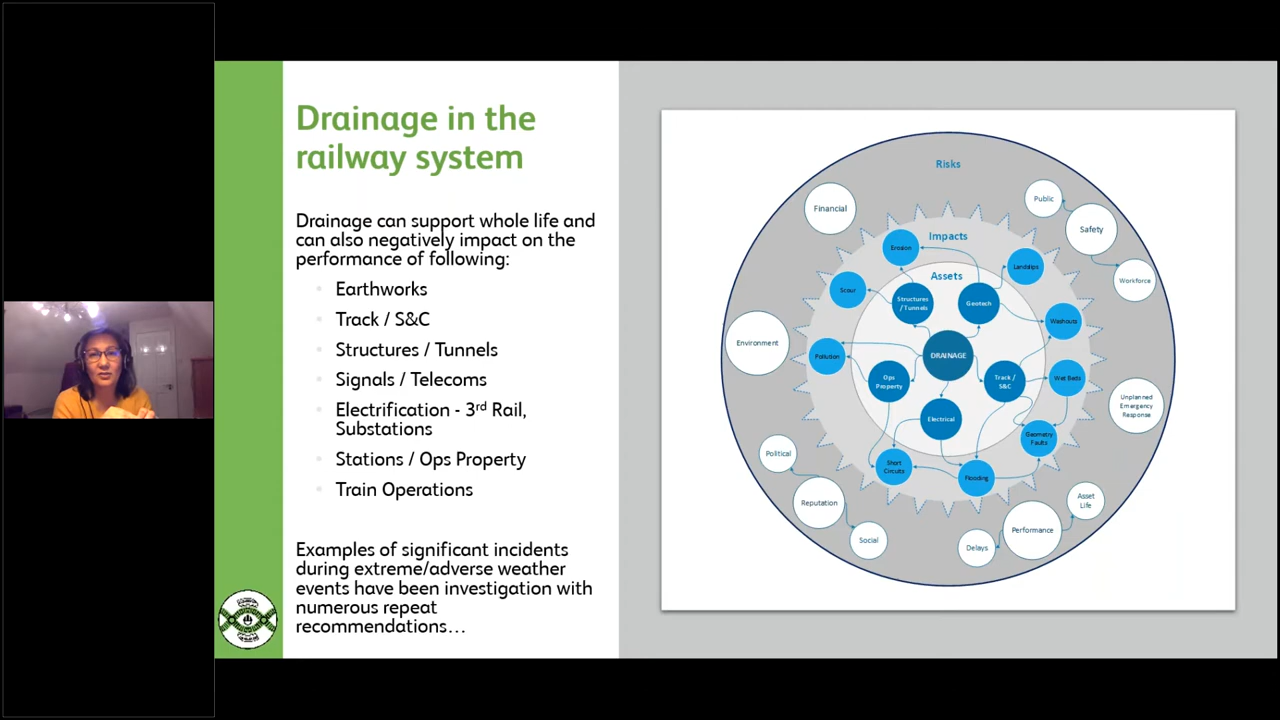 Drainage in the
railway system
Drainage can support whole life and
can also negatively impact on the
performance of following:
Earthworks
Track / S&C
Structures / Tunnels
Signals / Telecoms
Electrification - 3rd Rail,
Substations
Stations / Ops Property
Train Operations
Examples of significant incidents
during extreme/adverse weather
events have been investigation with
numerous repeat
recommendations…
Risks
Financial
Public
Safety
Workforce
Environment
Unplanned
Emergency
Response
Political
Reputation
Social
Asset
Life
Performance
Delays
Impacts
Erosion
Landslips
Scour
Washouts
Pollution
Wet Beds
Geometry
Faults
Short
Circuits
Flooding
Assets
Structures
/ Tunnels
Geotech
DRAINAGE
Ops
Property
Track /
S&C
Electrical